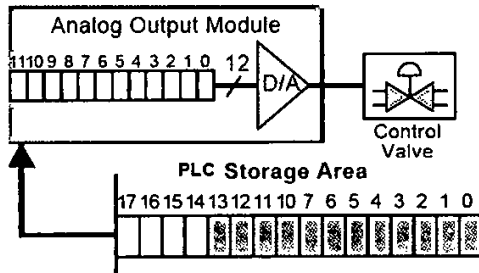 Analog Output Module
11 10 9 8 7 6 5 4 3 2 1 0
12
D/A
Control
Valve
PLC Storage Area
17 16 15 14 13 12 11 10 7 6 5 4 3 2 1 0